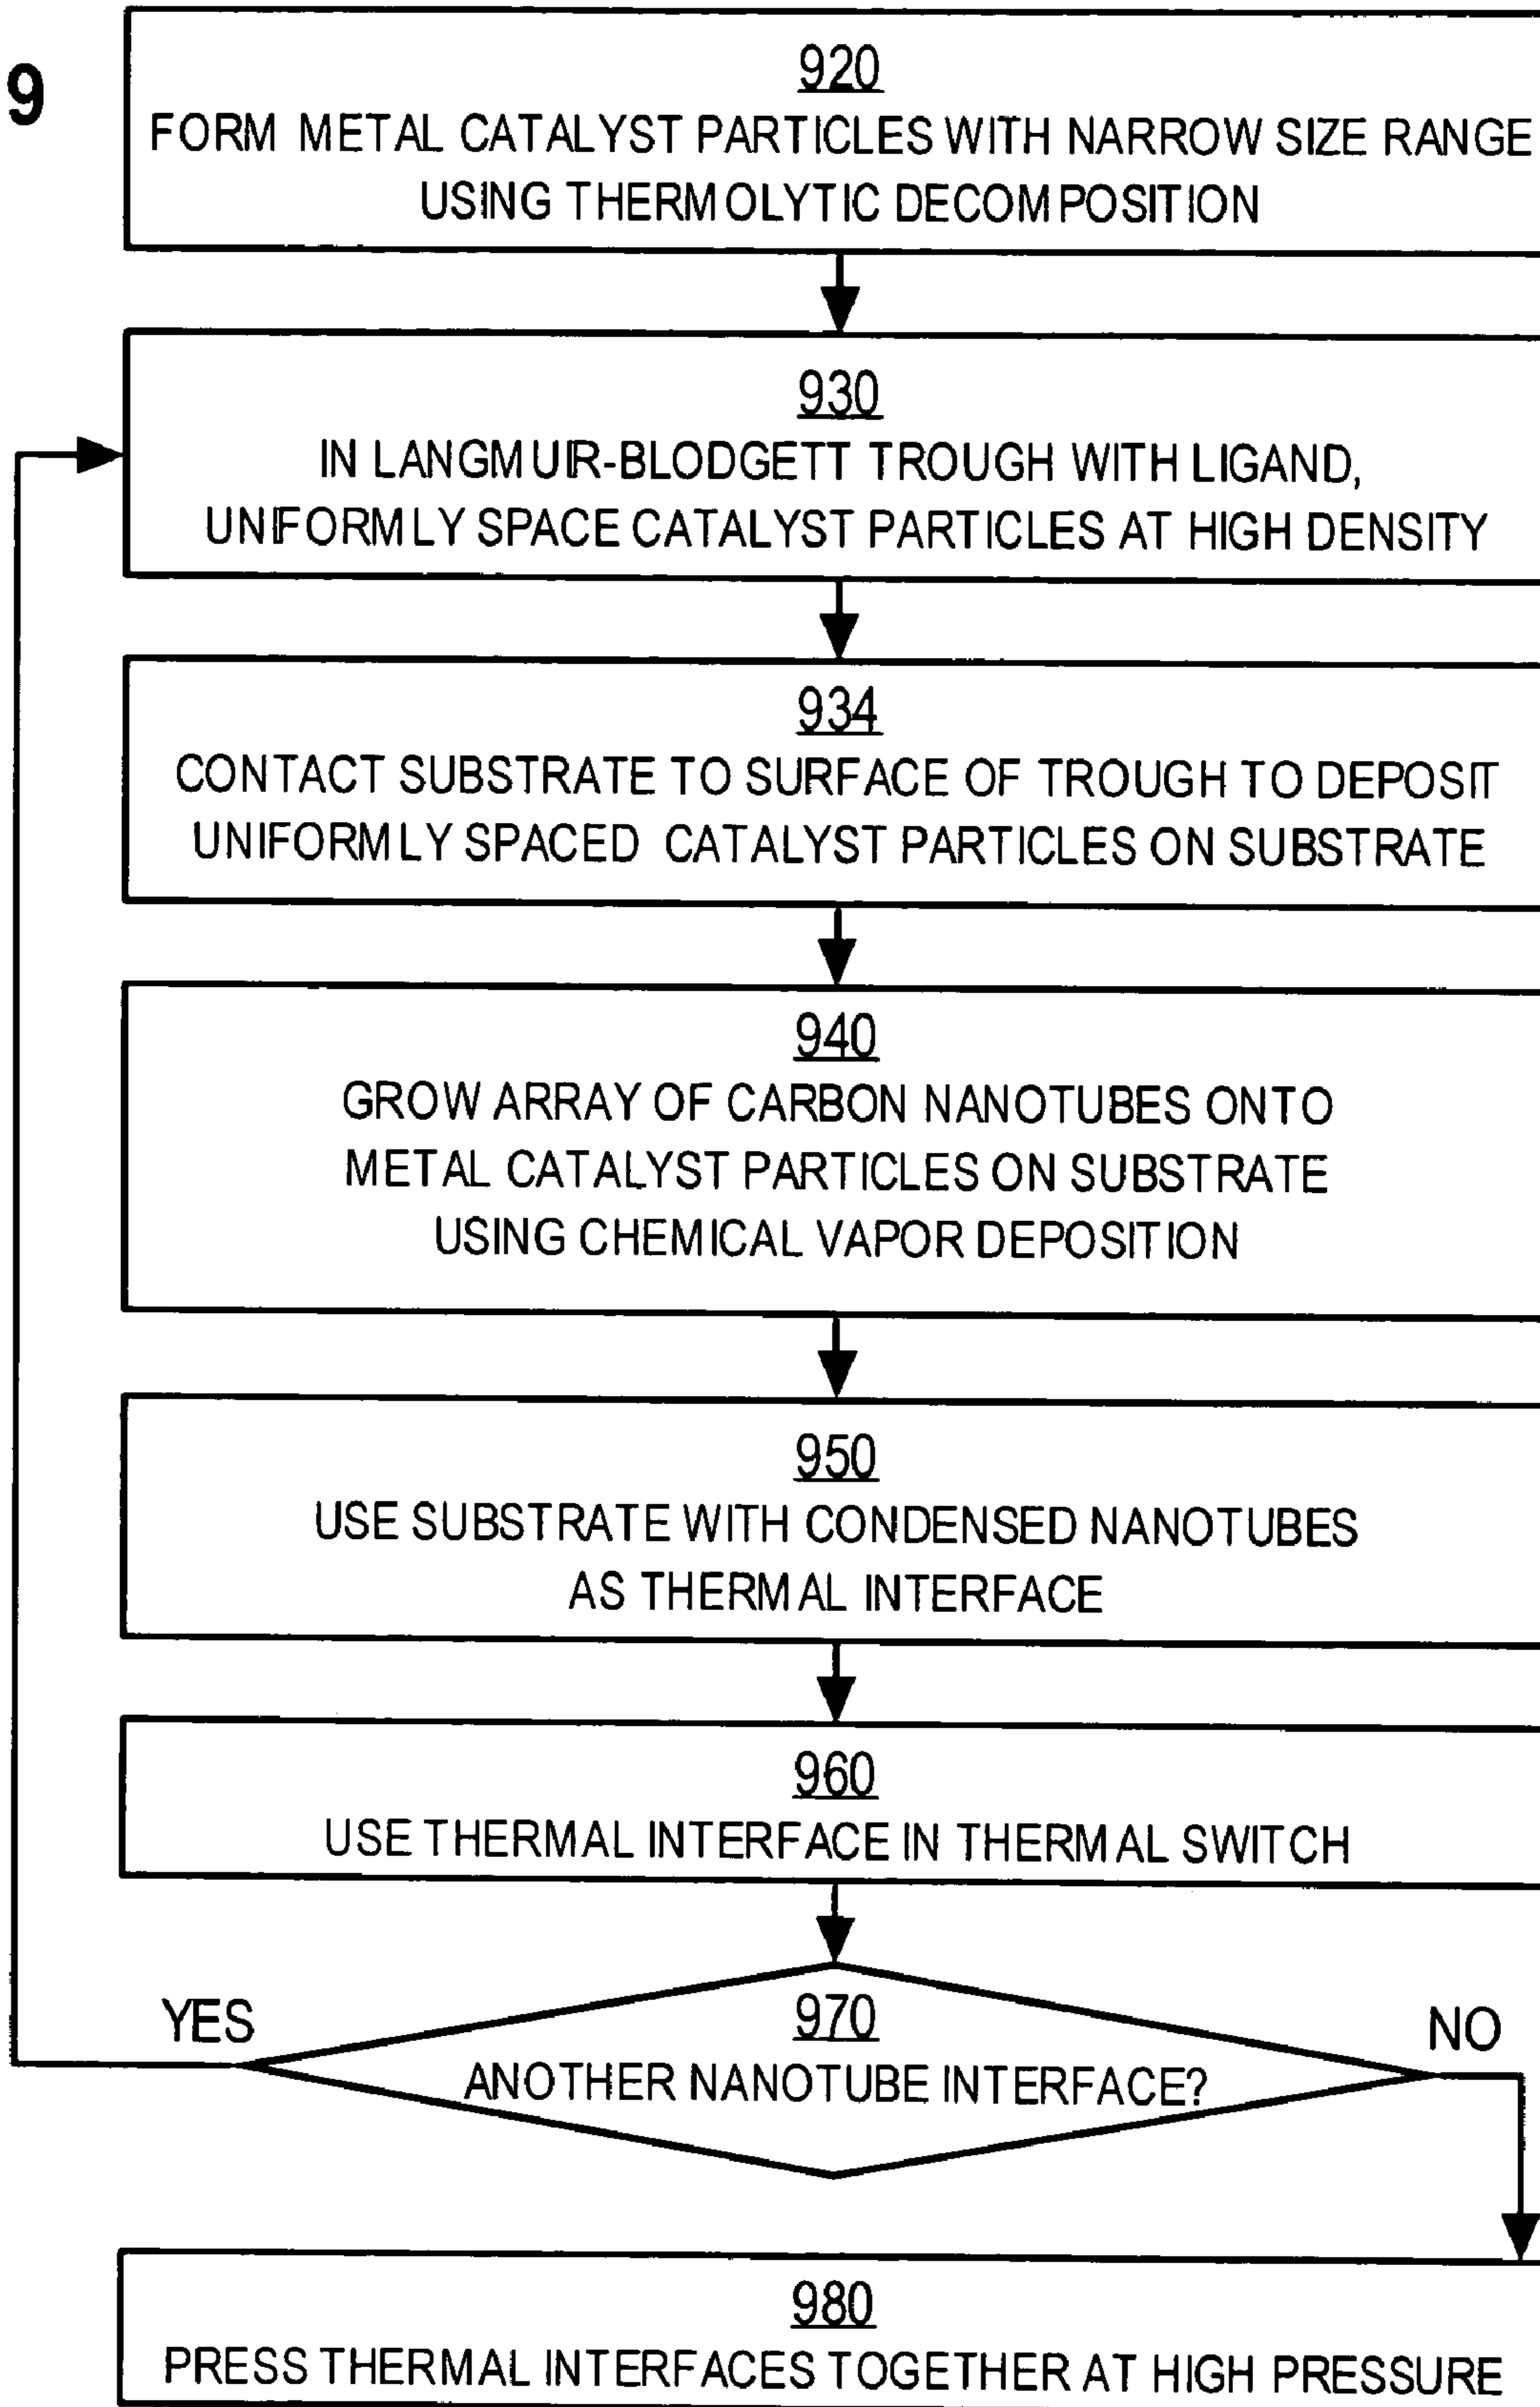 9
920
FORM METAL CATALYST PARTICLES WITH NARROW SIZE RANGE
USING THERMOLYTIC DECOMPOSITION
930
IN LANGMUIR-BLODGETT TROUGH WITH LIGAND,
UNIFORMLY SPACE CATALYST PARTICLES AT HIGH DENSITY
934
CONTACT SUBSTRATE TO SURFACE OF TROUGH TO DEPOSIT
UNIFORMLY SPACED CATALYST PARTICLES ON SUBSTRATE
940
GROW ARRAY OF CARBON NANOTUBES ONTO
METAL CATALYST PARTICLES ON SUBSTRATE
USING CHEMICAL VAPOR DEPOSITION
950
USE SUBSTRATE WITH CONDENSED NANOTUBES
AS THERMAL INTERFACE
960
USE THERMAL INTERFACE IN THERMAL SWITCH
YES
970
NO
ANOTHER NANOTUBE INTERFACE?
980
PRESS THERMAL INTERFACES TOGETHER AT HIGH PRESSURE